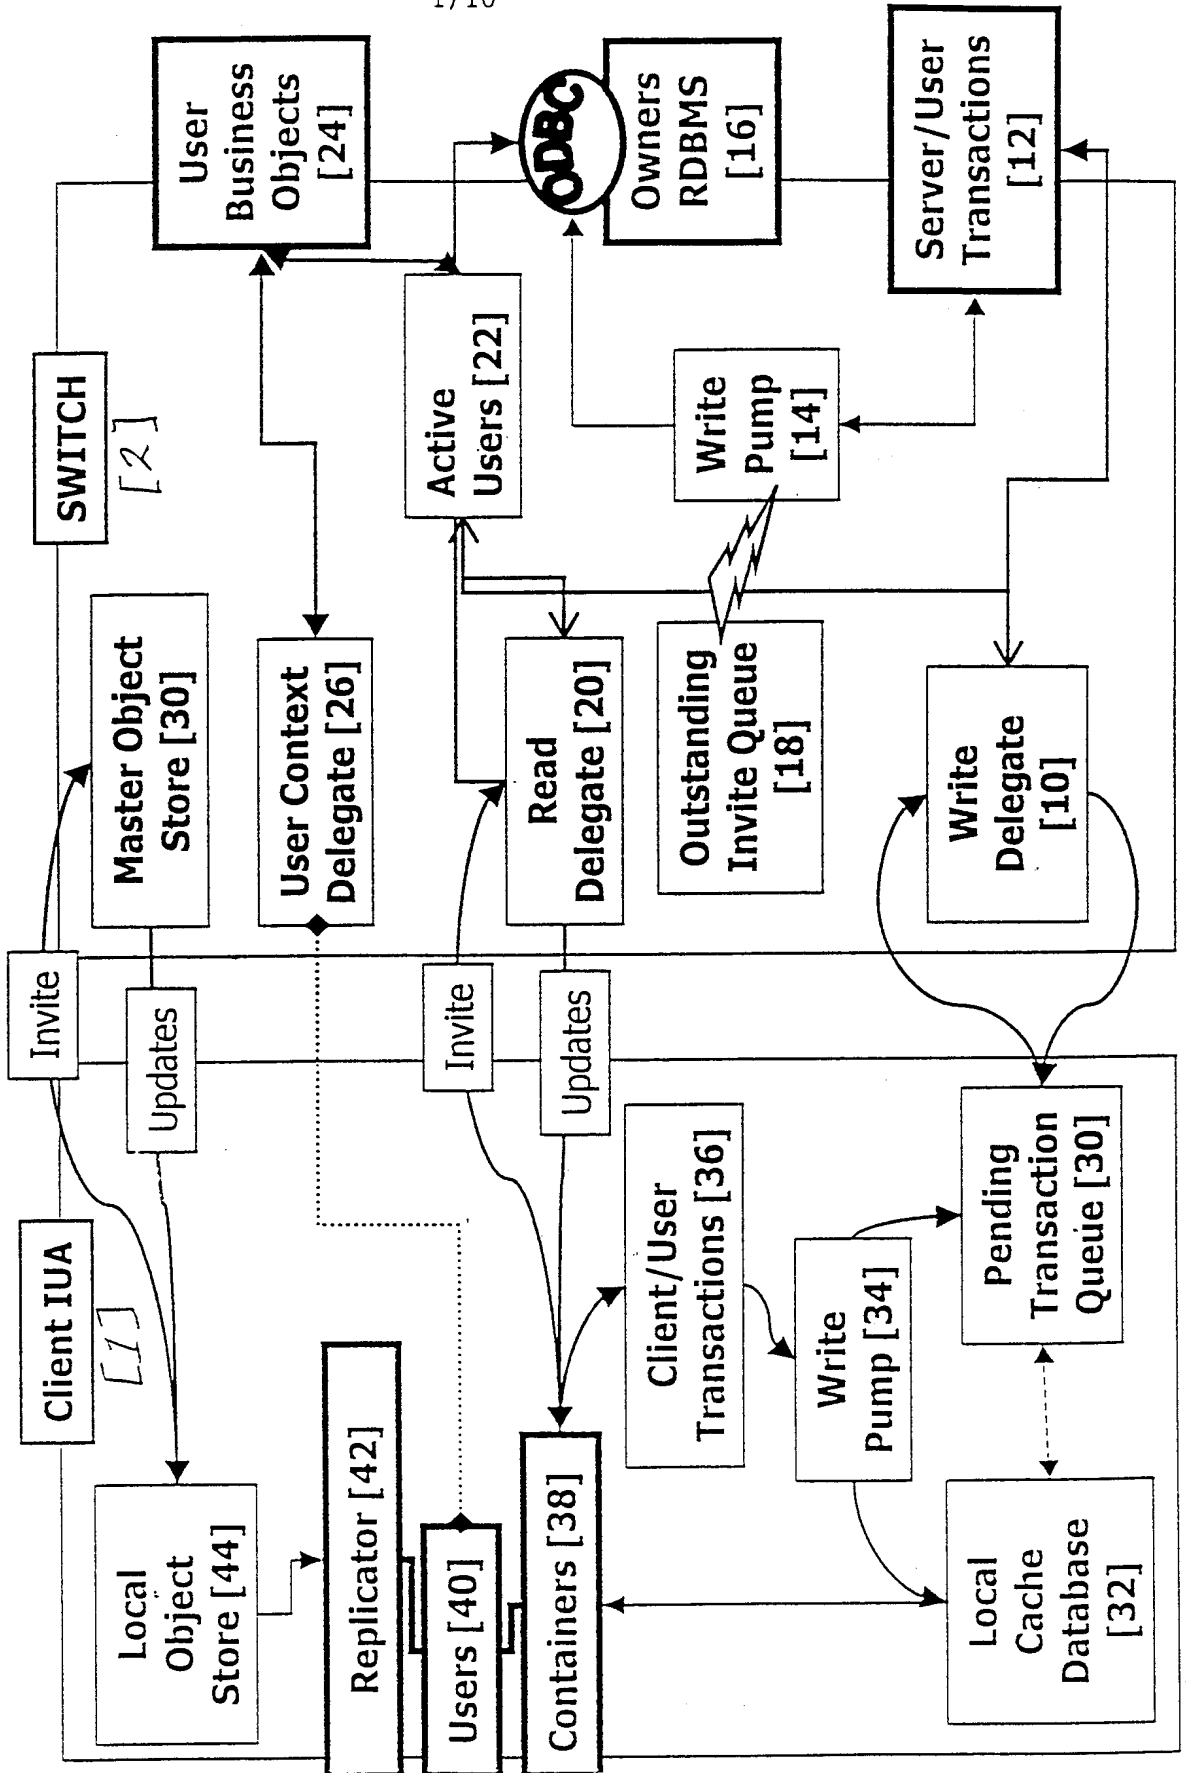 1/10
Client IUA
[1]
SWITCH
[2]
Invite
Updates
Local
Object
Store [44]
Master Object
Store [30]
User
Business
Objects
[24]
Replicator [42]
User Context
Delegate [26]
Users [40]
Active
Users [22]
Invite
Containers [38]
Updates
Read
Delegate [20]
ODBC
Owners
RDBMS
[16]
Client/User
Transactions [36]
Outstanding
Invite Queue
[18]
Write
Pump
[14]
Write
Pump [34]
Local
Cache
Database
[32]
Pending
Transaction
Queue [30]
Write
Delegate
[10]
Server/User
Transactions
[12]